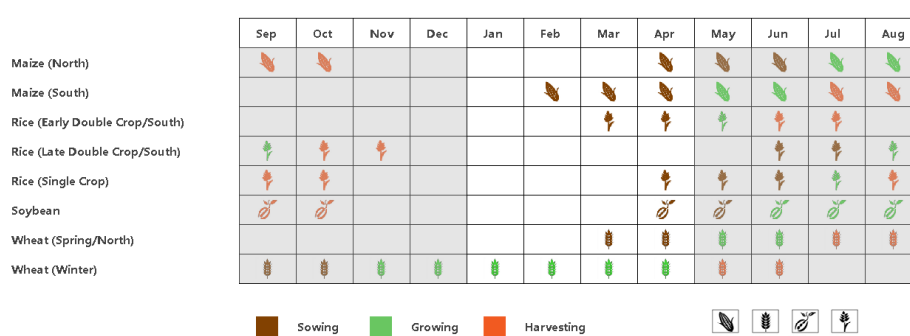 Sep Oct Nov Dec Jan Feb Mar Apr May Jun Jul Aug
Maize (North)
Maize (South)
Rice (Early Double Crop/South)
Rice (Late Double Crop/South)
Rice (Single Crop)
Soybean
Wheat (Spring/North)
Wheat (Winter)
Sowing Growing Harvesting